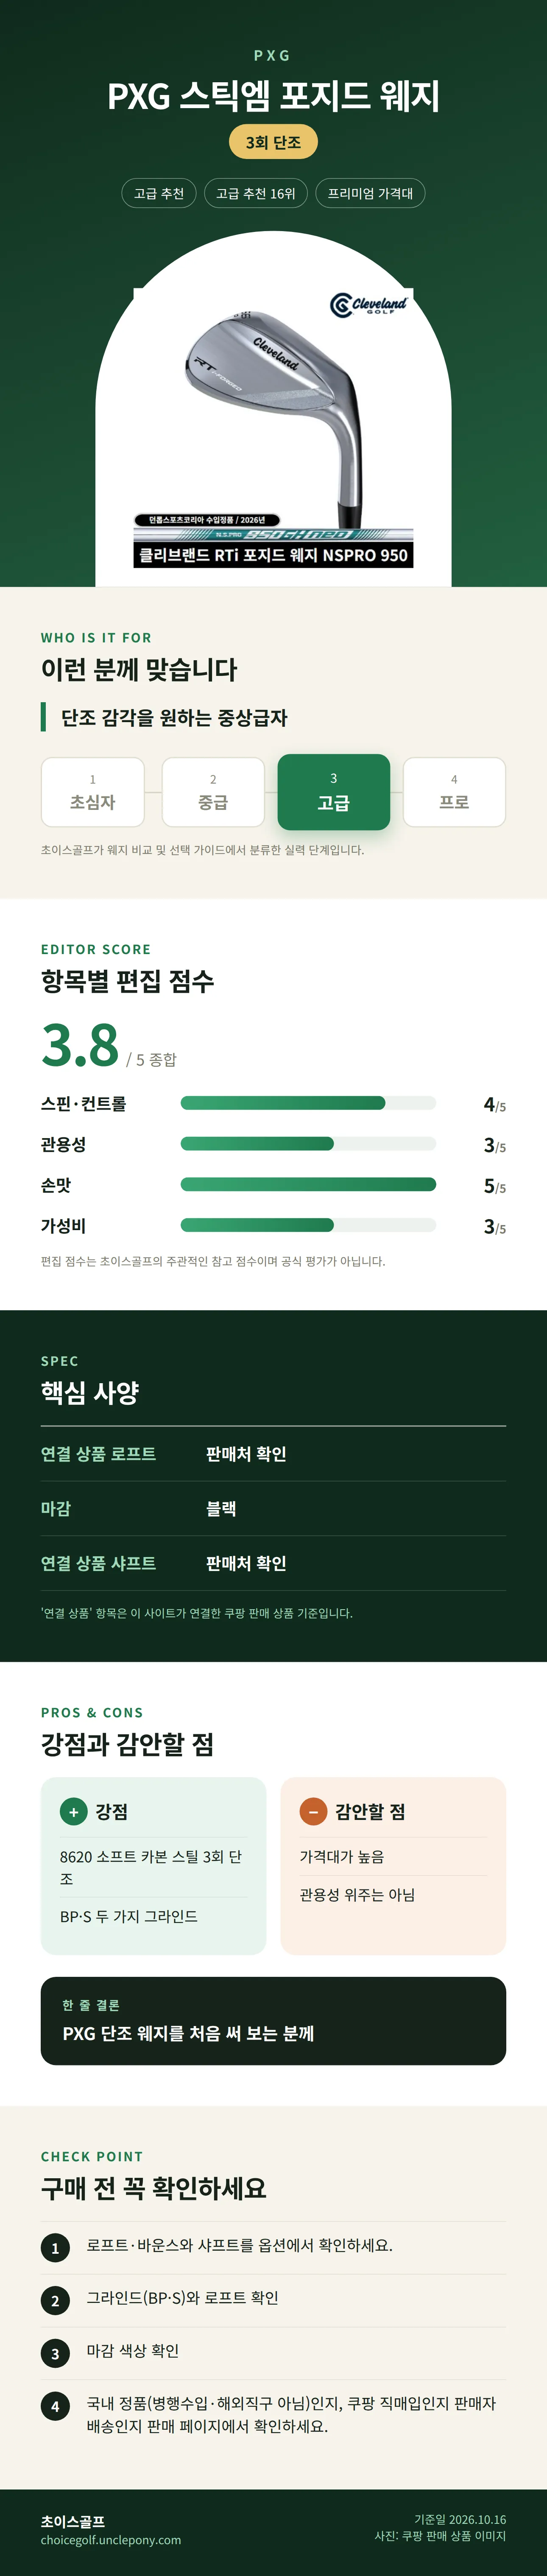 PXG
PXG 스틱엠 포지드 웨지
3회 단조
고급 추천
고급 추천 16위
프리미엄 가격대
Cleveland
GOLF
Cleveland
RTi FORGED
던롭스포츠코리아 수입정품 / 2026년
N.S.PRO 950GH neo
클리브랜드 RTi 포지드 웨지 NSPRO 950
WHO IS IT FOR
이런 분께 맞습니다
단조 감각을 원하는 중상급자
1
초심자
2
중급
3
고급
4
프로
초이스골프가 웨지 비교 및 선택 가이드에서 분류한 실력 단계입니다.
EDITOR SCORE
항목별 편집 점수
3.8 / 5 종합
스핀·컨트롤 4/5
관용성 3/5
손맛 5/5
가성비 3/5
편집 점수는 초이스골프의 주관적인 참고 점수이며 공식 평가가 아닙니다.
SPEC
핵심 사양
연결 상품 로프트 판매처 확인
마감 블랙
연결 상품 샤프트 판매처 확인
'연결 상품' 항목은 이 사이트가 연결한 쿠팡 판매 상품 기준입니다.
PROS & CONS
강점과 감안할 점
+ 강점
8620 소프트 카본 스틸 3회 단
조
BP·S 두 가지 그라인드
− 감안할 점
가격대가 높음
관용성 위주는 아님
한 줄 결론
PXG 단조 웨지를 처음 써 보는 분께
CHECK POINT
구매 전 꼭 확인하세요
1 로프트·바운스와 샤프트를 옵션에서 확인하세요.
2 그라인드(BP·S)와 로프트 확인
3 마감 색상 확인
4 국내 정품(병행수입·해외직구 아님)인지, 쿠팡 직매입인지 판매자
배송인지 판매 페이지에서 확인하세요.
초이스골프
choicegolf.unclepony.com
기준일 2026.10.16
사진: 쿠팡 판매 상품 이미지